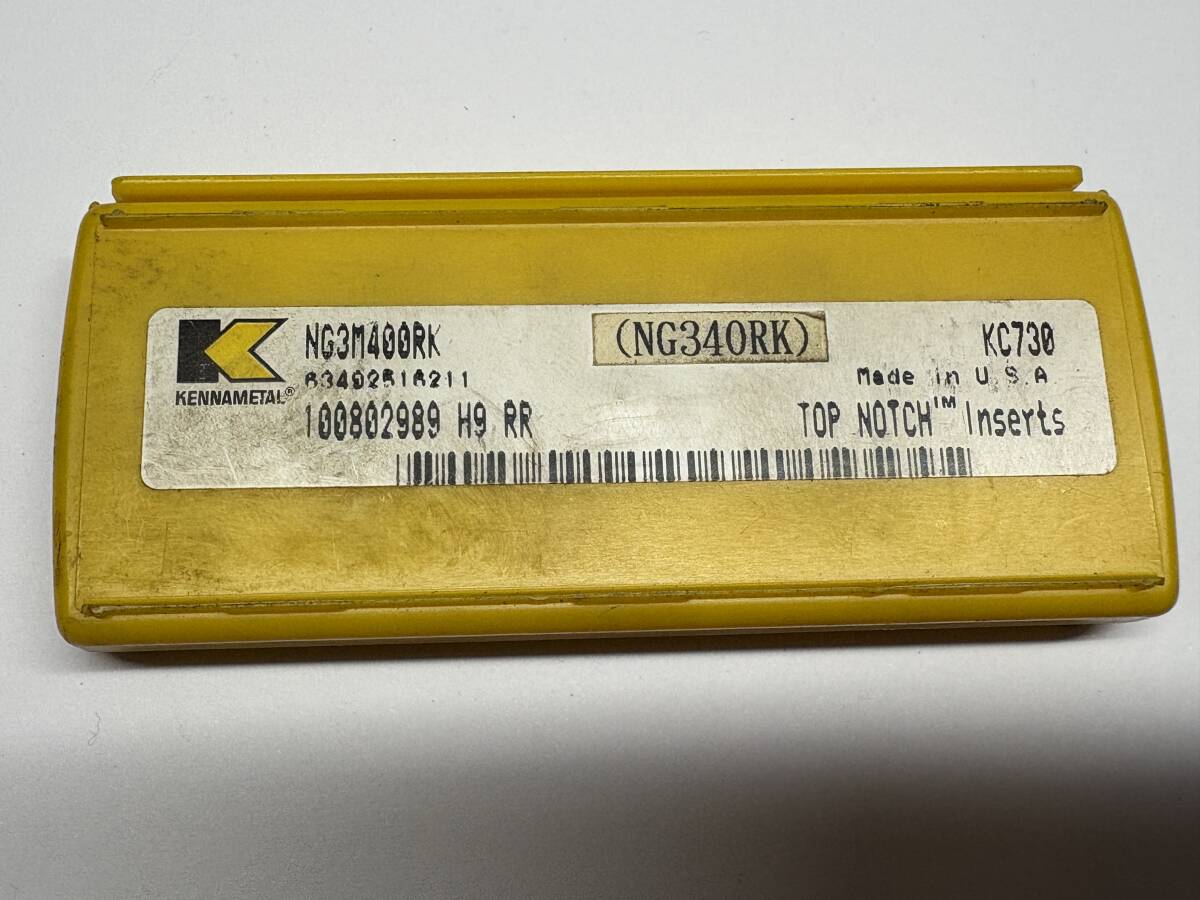 NG3M400RK (NG340RK) KC730
63492516211 Made in U.S.A
KENNAMETAL®
100802989 H9 RR TOP NOTCH™ Inserts